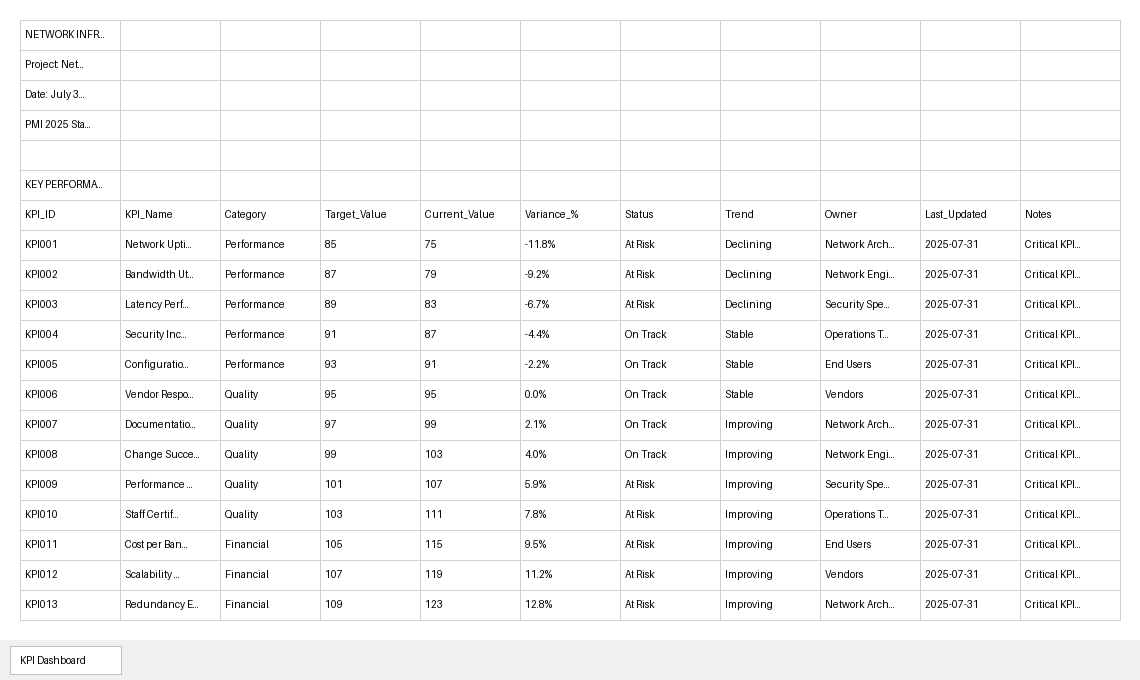 NETWORK INFR...
Project: Net...
Date: July 3...
PMI 2025 Sta...
KEY PERFORMA...
KPI_ID KPI_Name Category Target_Value Current_Value Variance_% Status Trend Owner Last_Updated Notes
KPI001 Network Upti... Performance 85 75 -11.8% At Risk Declining Network Arch... 2025-07-31 Critical KPI...
KPI002 Bandwidth Ut... Performance 87 79 -9.2% At Risk Declining Network Engi... 2025-07-31 Critical KPI...
KPI003 Latency Perf... Performance 89 83 -6.7% At Risk Declining Security Spe... 2025-07-31 Critical KPI...
KPI004 Security Inc... Performance 91 87 -4.4% On Track Stable Operations T... 2025-07-31 Critical KPI...
KPI005 Configuratio... Performance 93 91 -2.2% On Track Stable End Users 2025-07-31 Critical KPI...
KPI006 Vendor Respo... Quality 95 95 0.0% On Track Stable Vendors 2025-07-31 Critical KPI...
KPI007 Documentatio... Quality 97 99 2.1% On Track Improving Network Arch... 2025-07-31 Critical KPI...
KPI008 Change Succe... Quality 99 103 4.0% On Track Improving Network Engi... 2025-07-31 Critical KPI...
KPI009 Performance ... Quality 101 107 5.9% At Risk Improving Security Spe... 2025-07-31 Critical KPI...
KPI010 Staff Certif... Quality 103 111 7.8% At Risk Improving Operations T... 2025-07-31 Critical KPI...
KPI011 Cost per Ban... Financial 105 115 9.5% At Risk Improving End Users 2025-07-31 Critical KPI...
KPI012 Scalability ... Financial 107 119 11.2% At Risk Improving Vendors 2025-07-31 Critical KPI...
KPI013 Redundancy E... Financial 109 123 12.8% At Risk Improving Network Arch... 2025-07-31 Critical KPI...
KPI Dashboard